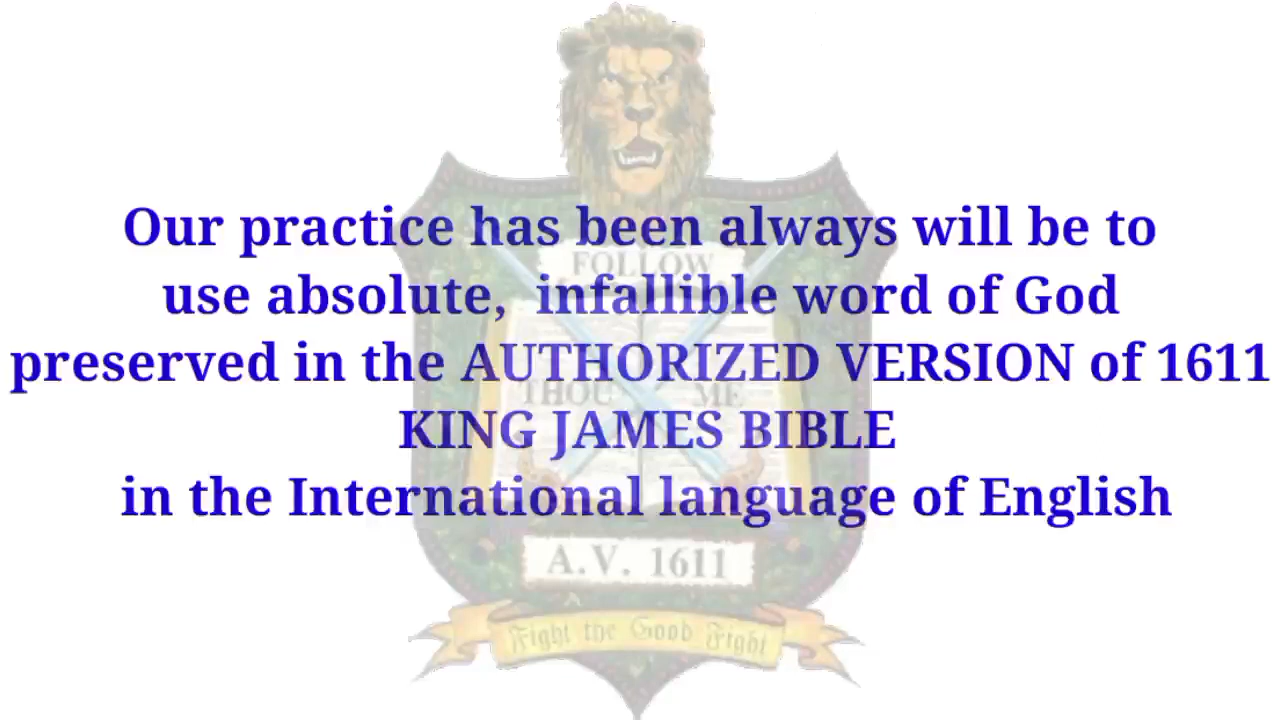 Our practice has been always will be to
use absolute,  infallible word of God
preserved in the AUTHORIZED VERSION of 1611
KING JAMES BIBLE
in the International language of English
FOLLOW
THOU ME
A.V. 1611
Fight the Good Fight